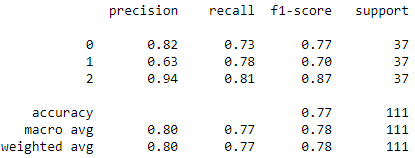 precision recall f1-score support
0 0.82 0.73 0.77 37
1 0.63 0.78 0.70 37
2 0.94 0.81 0.87 37
accuracy 0.77 111
macro avg 0.80 0.77 0.78 111
weighted avg 0.80 0.77 0.78 111